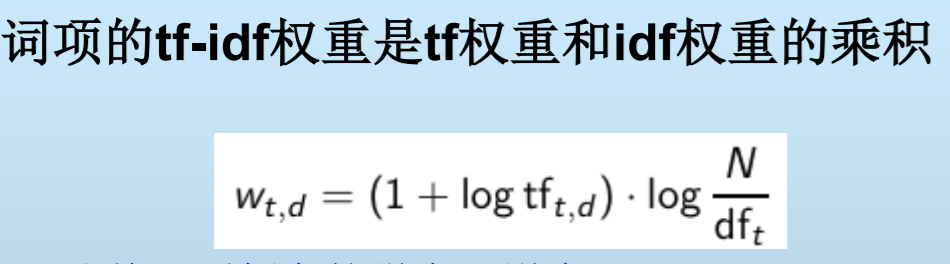 词项的tf-idf权重是tf权重和idf权重的乘积
w_{t,d} = (1 + log tf_{t,d}) · log \frac{N}{df_t}